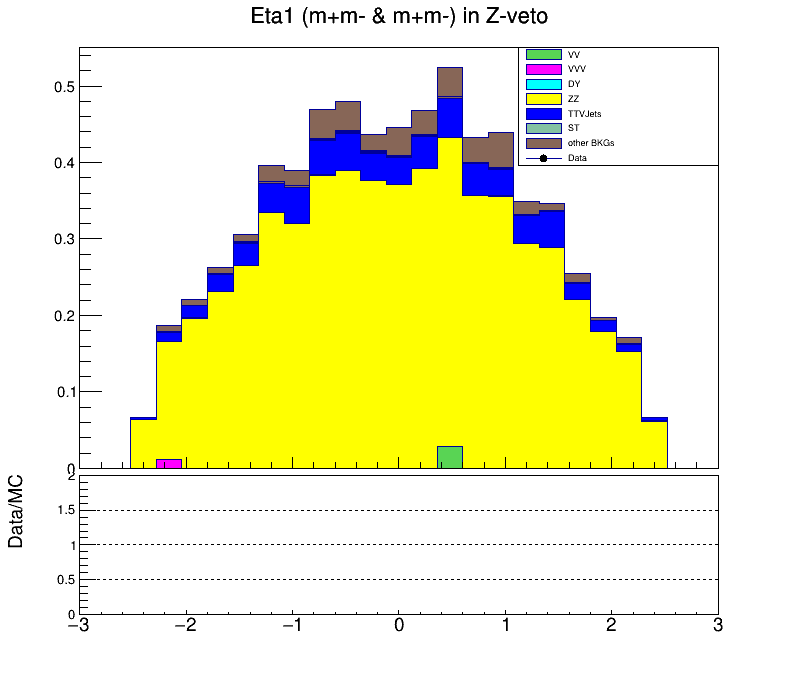 Eta1 (m+m- & m+m-) in Z-veto
VV
VVV
DY
ZZ
TTVJets
ST
other BKGs
Data
0.5
0.4
0.3
0.2
0.1
0
Data/MC
2
1.5
1
0.5
0
−3 −2 −1 0 1 2 3